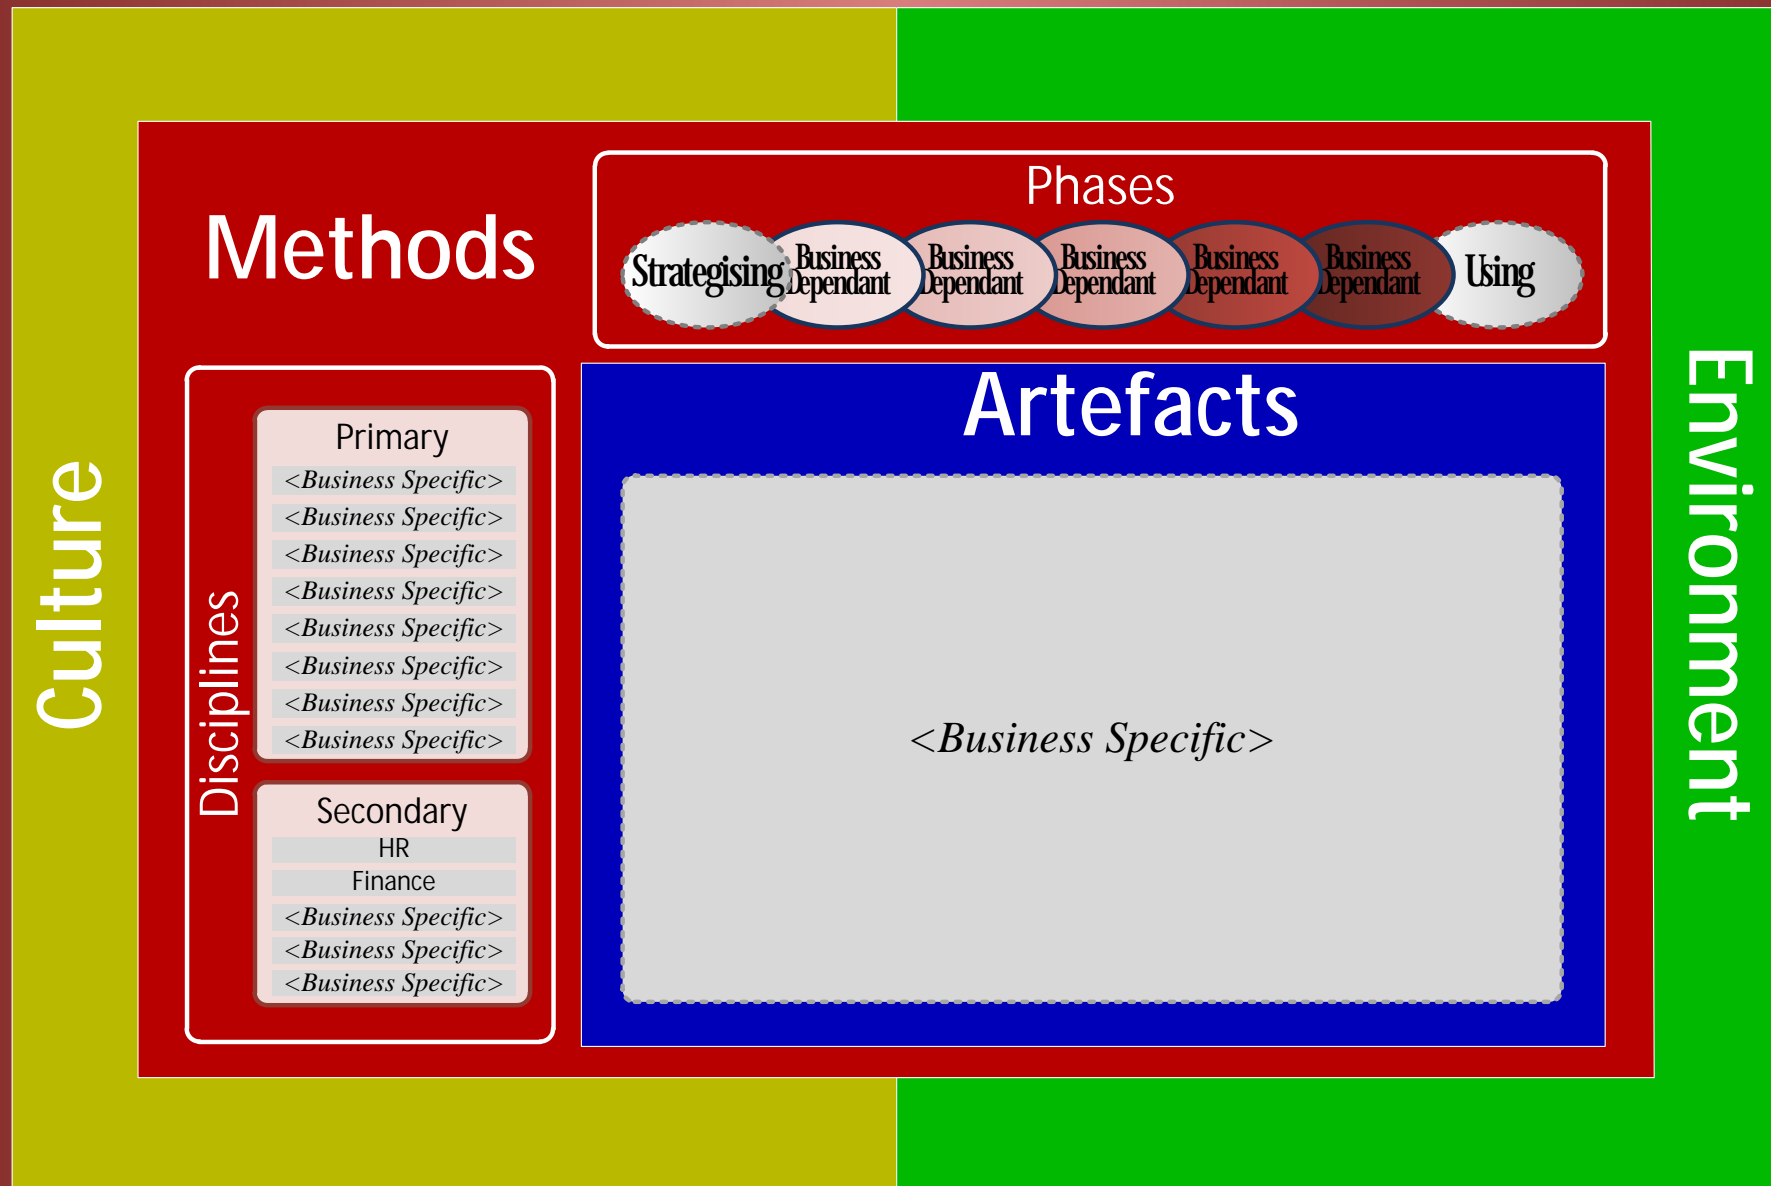 Culture
Methods
Phases
Strategising
Business
Dependant
Business
Dependant
Business
Dependant
Business
Dependant
Business
Dependant
Using
Disciplines
Primary
<Business Specific>
<Business Specific>
<Business Specific>
<Business Specific>
<Business Specific>
<Business Specific>
<Business Specific>
<Business Specific>
Secondary
HR
Finance
<Business Specific>
<Business Specific>
<Business Specific>
Artefacts
<Business Specific>
Environment